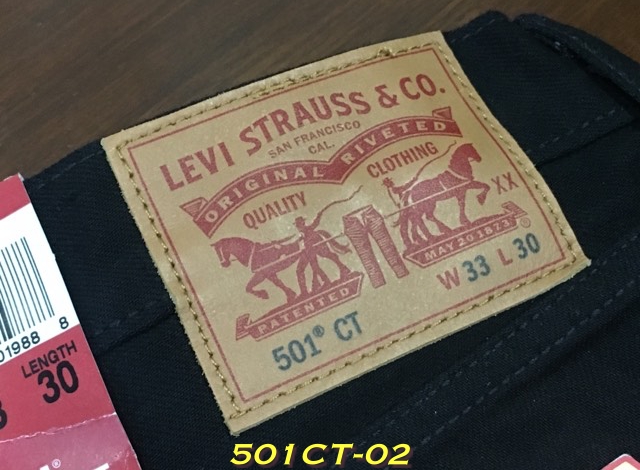 LEVI STRAUSS & CO.
SAN FRANCISCO
CAL.
ORIGINAL RIVETED
QUALITY CLOTHING
XX
PATENTED
MAY 20 1873
®
501® CT
W 33 L 30
01988 8
LENGTH
30
®
501CT-02